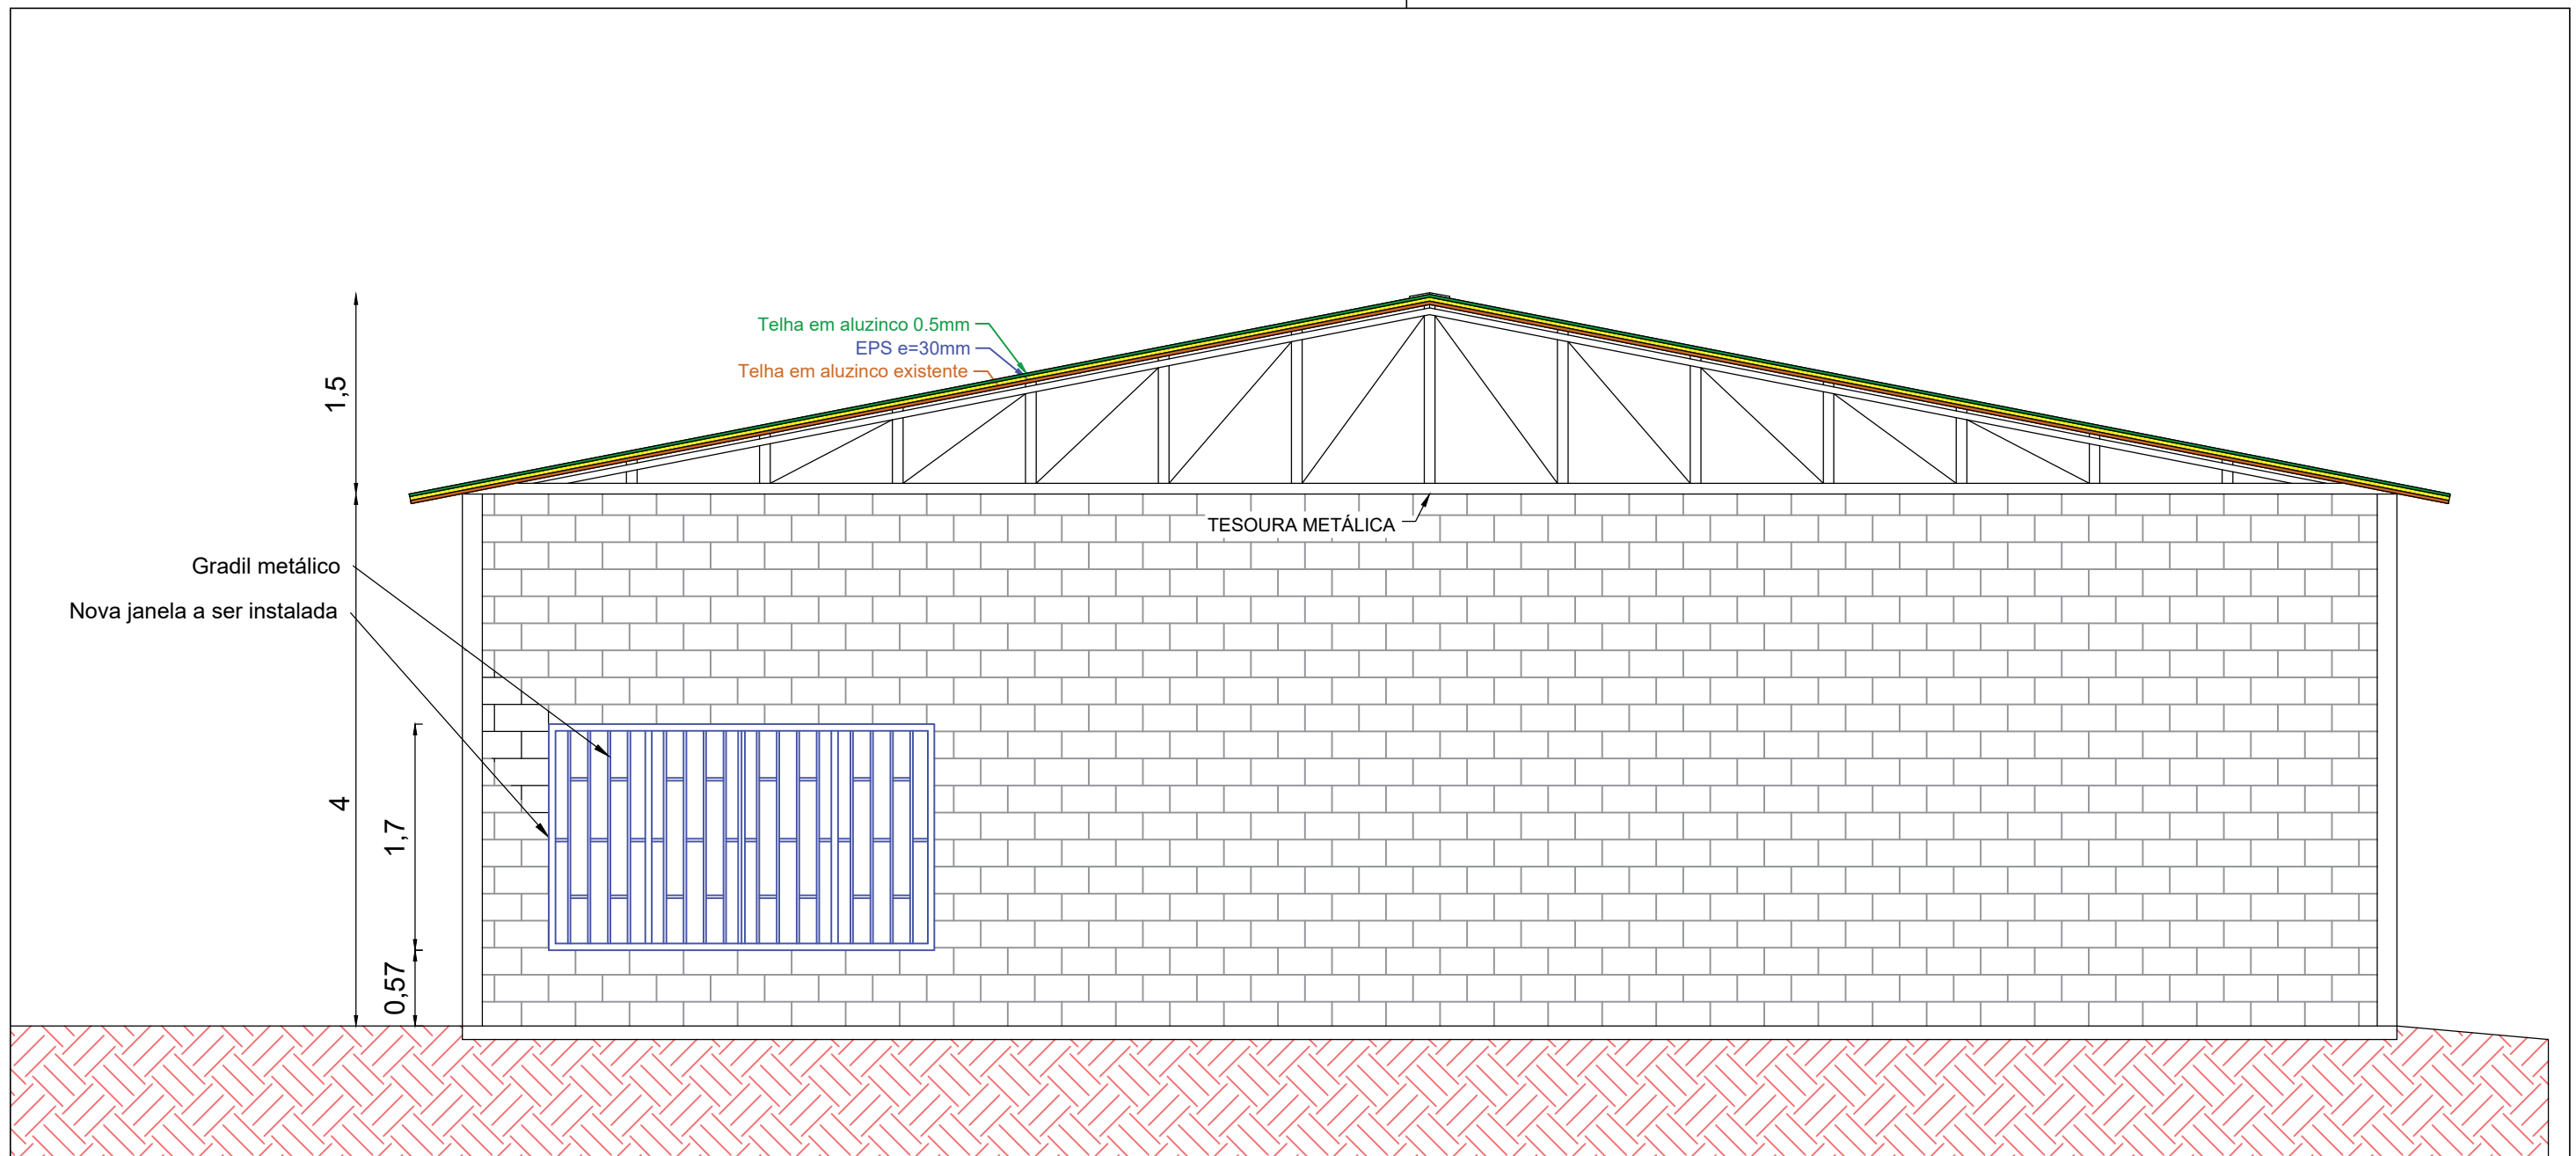 Telha em aluzinco 0.5mm
EPS e=30mm
Telha em aluzinco existente
1,5
TESOURA METÁLICA
Gradil metálico
Nova janela a ser instalada
4
1,7
0,57